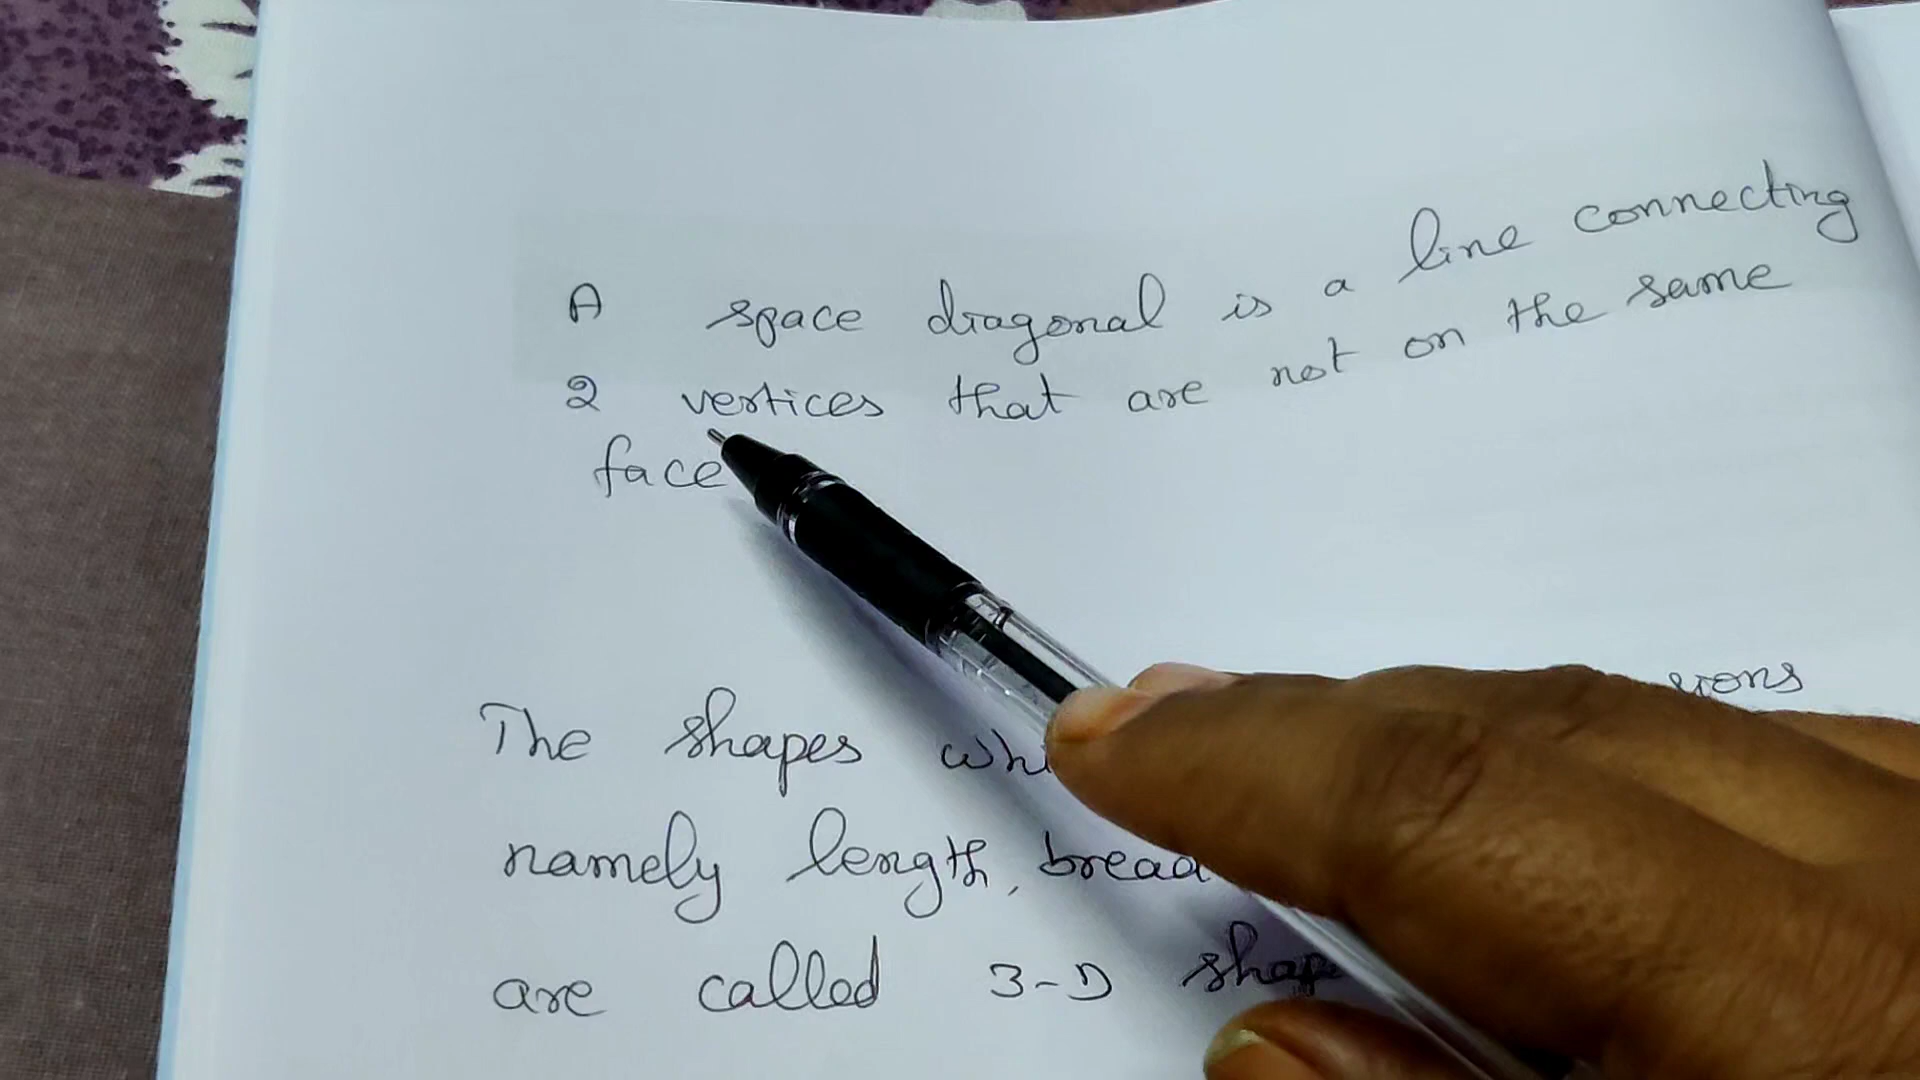 A space diagonal is a line connecting
2 vertices that are not on the same
face
The shapes
namely length,
are called 3-D